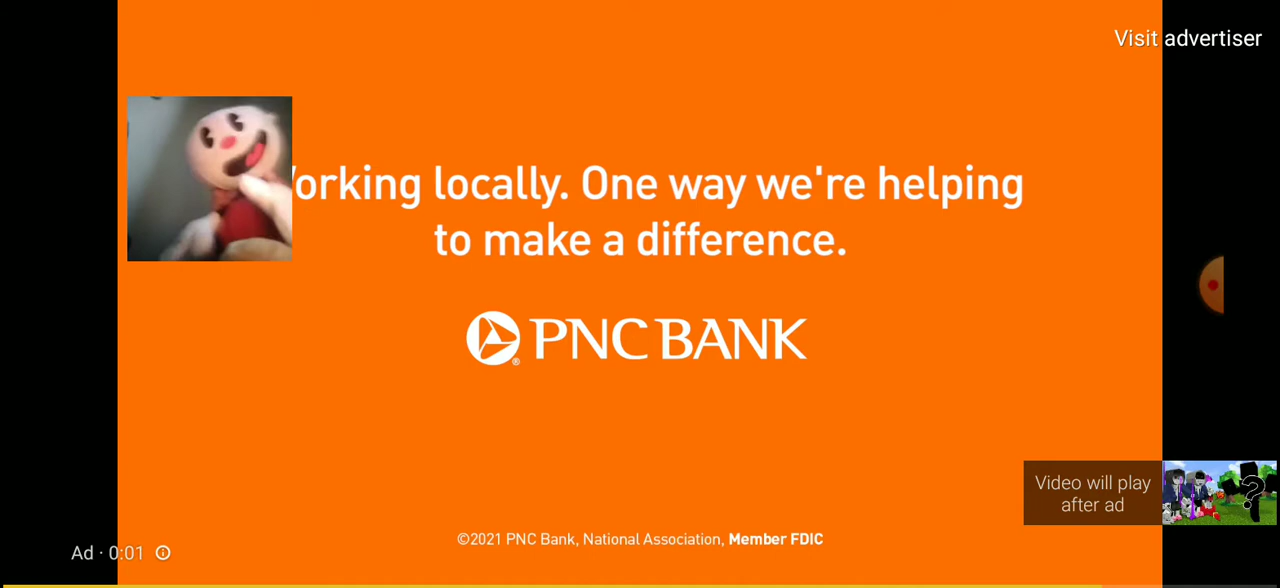 Visit advertiser
Working locally. One way we're helping
to make a difference.
PNC BANK
®
Video will play
after ad
?
©2021 PNC Bank, National Association, Member FDIC
Ad · 0:01